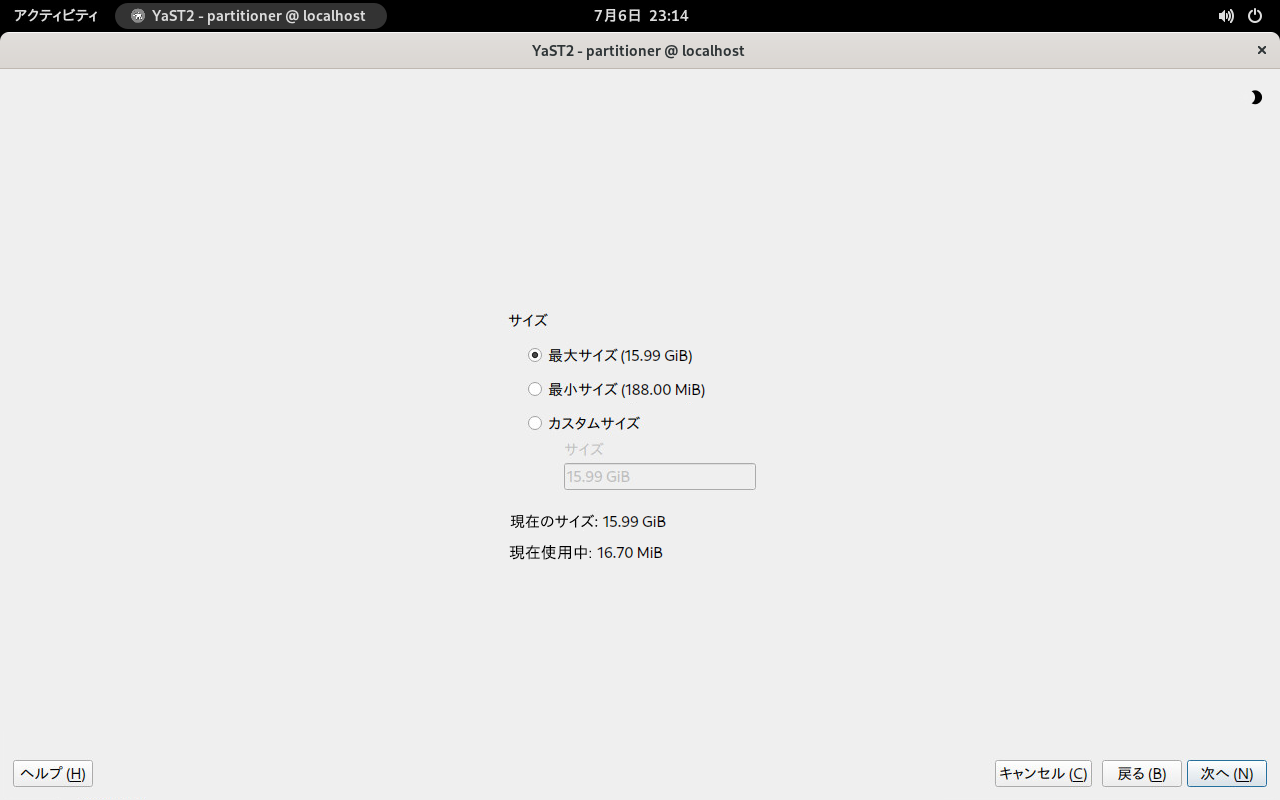 アクティビティ YaST2 - partitioner @ localhost 7月6日 23:14
YaST2 - partitioner @ localhost ×
サイズ
最大サイズ (15.99 GiB)
最小サイズ (188.00 MiB)
カスタムサイズ
サイズ
15.99 GiB
現在のサイズ: 15.99 GiB
現在使用中: 16.70 MiB
ヘルプ (H) キャンセル (C) 戻る (B) 次へ (N)